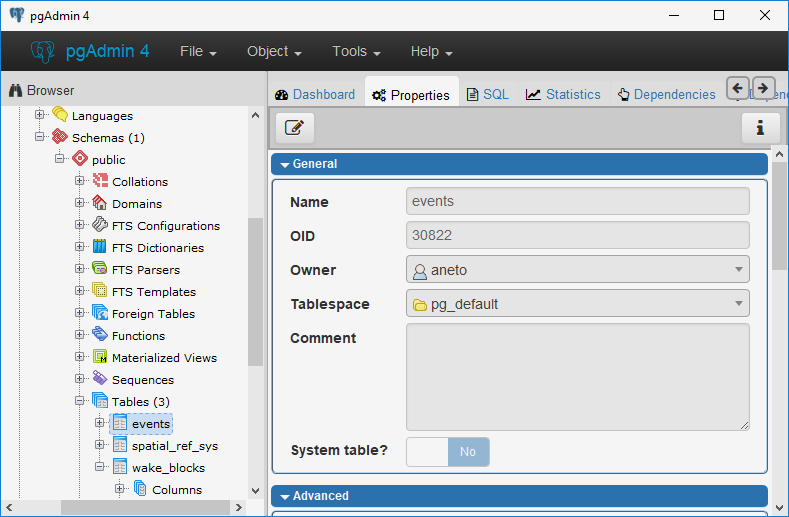 pgAdmin 4
pgAdmin 4 File Object Tools Help
Browser
Languages
Schemas (1)
public
Collations
Domains
FTS Configurations
FTS Dictionaries
FTS Parsers
FTS Templates
Foreign Tables
Functions
Materialized Views
Sequences
Tables (3)
events
spatial_ref_sys
wake_blocks
Columns
Dashboard Properties SQL Statistics Dependencies
General
Name events
OID 30822
Owner aneto
Tablespace pg_default
Comment
System table? No
Advanced